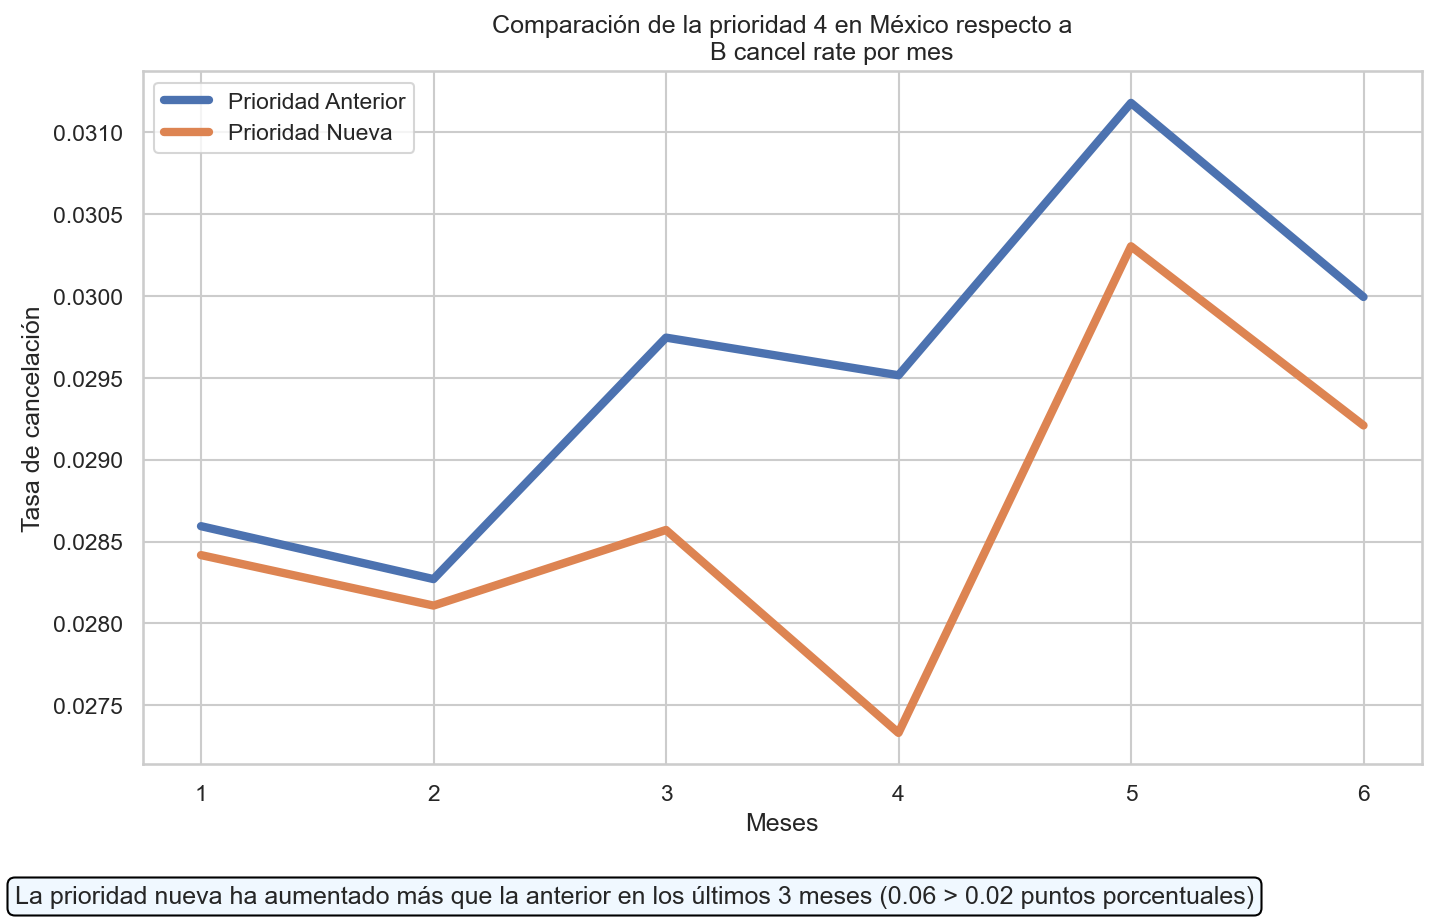 Comparación de la prioridad 4 en México respecto a
B cancel rate por mes
Prioridad Anterior
Prioridad Nueva
0.0310
0.0305
0.0300
0.0295
0.0290
0.0285
0.0280
0.0275
Tasa de cancelación
1 2 3 4 5 6
Meses
La prioridad nueva ha aumentado más que la anterior en los últimos 3 meses (0.06 > 0.02 puntos porcentuales)